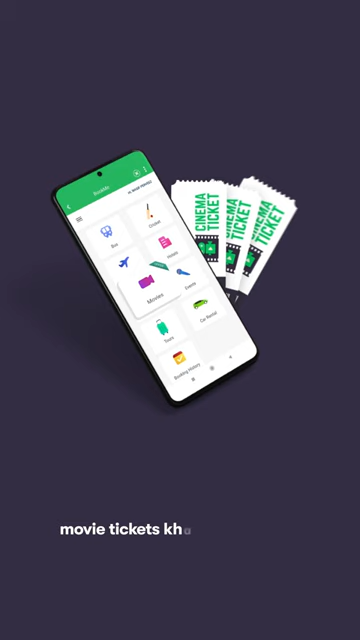 BookMe
Bus
Cricket
Hotels
Movies
Events
Tours
Car Rental
Booking History
CINEMA
TICKET
CINEMA
TICKET
CINEMA
TICKET
movie tickets kh